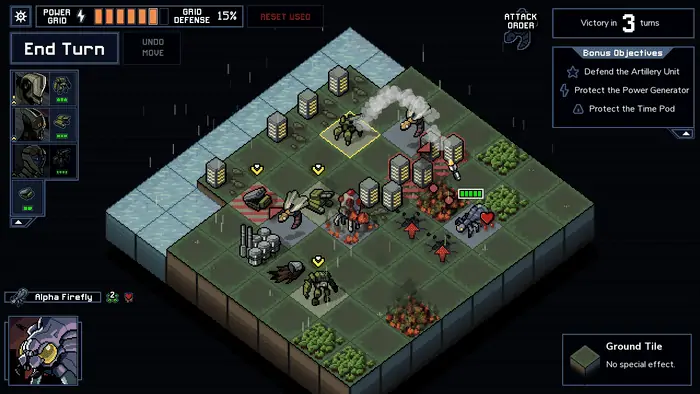 POWER
GRID
GRID
DEFENSE
15%
RESET USED
End Turn
UNDO
MOVE
ATTACK
ORDER
Victory in 3 turns
Bonus Objectives
Defend the Artillery Unit
Protect the Power Generator
Protect the Time Pod
Alpha Firefly
2
Ground Tile
No special effect.